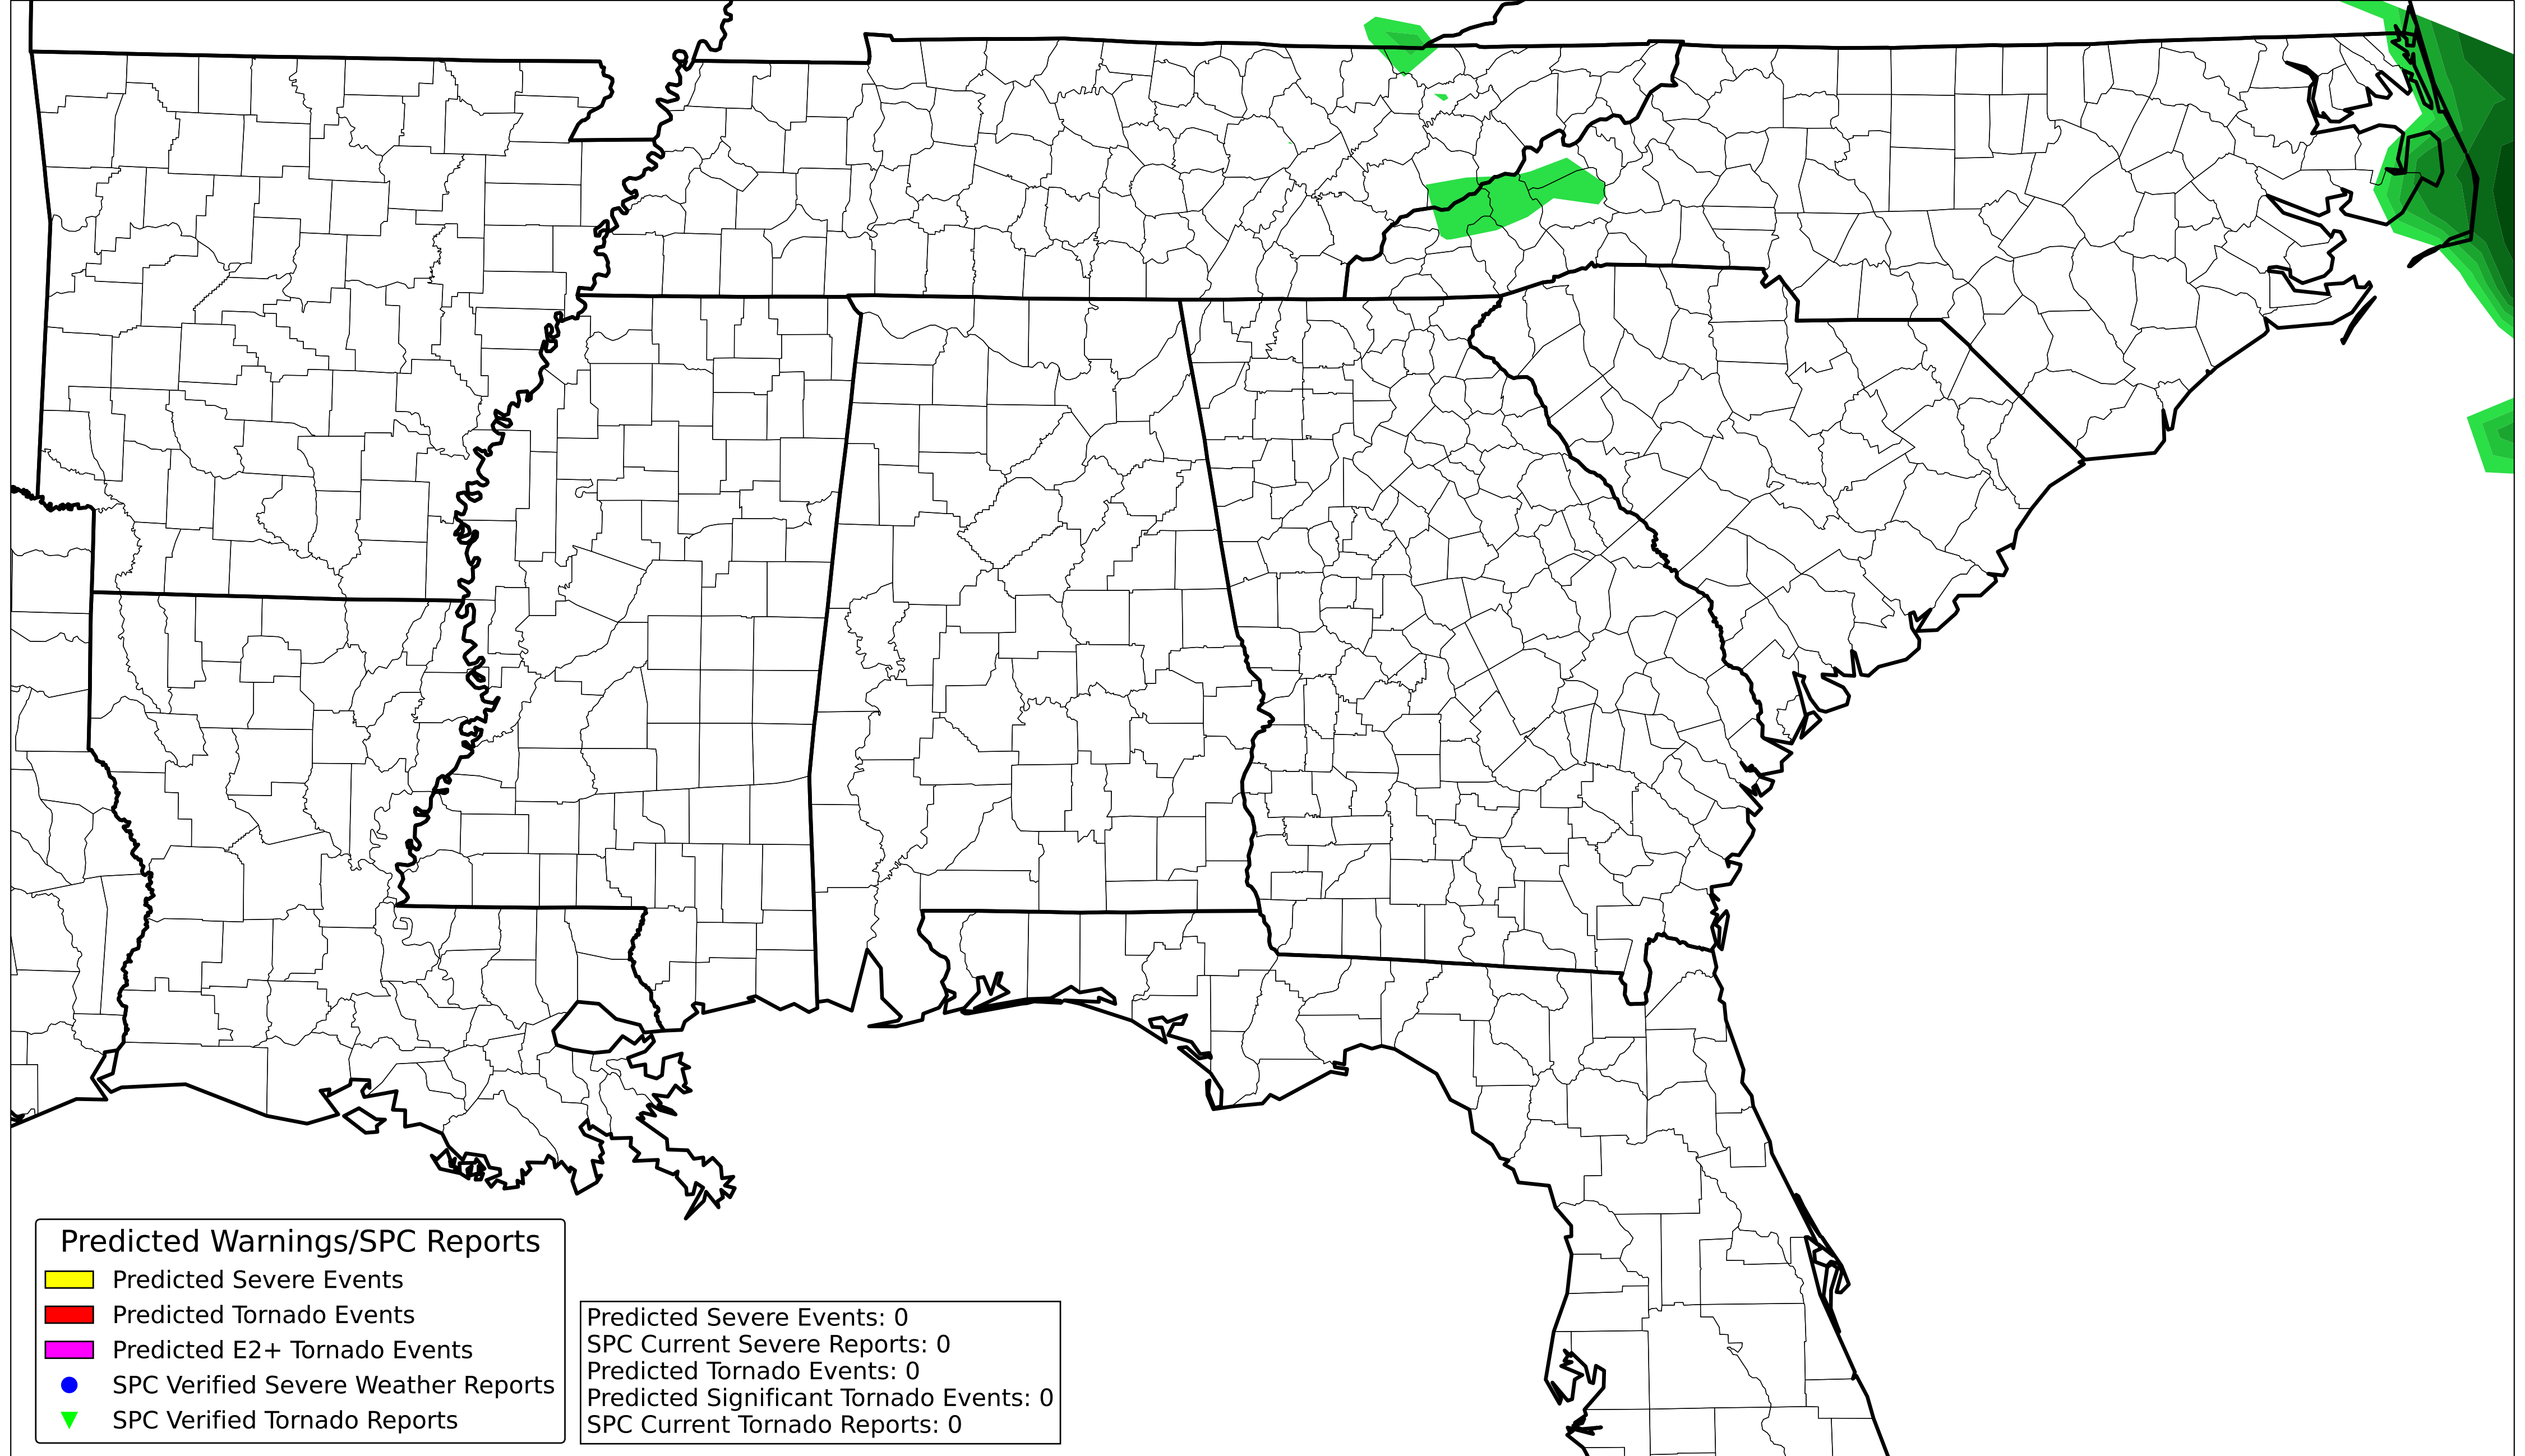 Predicted Warnings/SPC Reports
Predicted Severe Events
Predicted Tornado Events
Predicted E2+ Tornado Events
SPC Verified Severe Weather Reports
SPC Verified Tornado Reports
Predicted Severe Events: 0
SPC Current Severe Reports: 0
Predicted Tornado Events: 0
Predicted Significant Tornado Events: 0
SPC Current Tornado Reports: 0